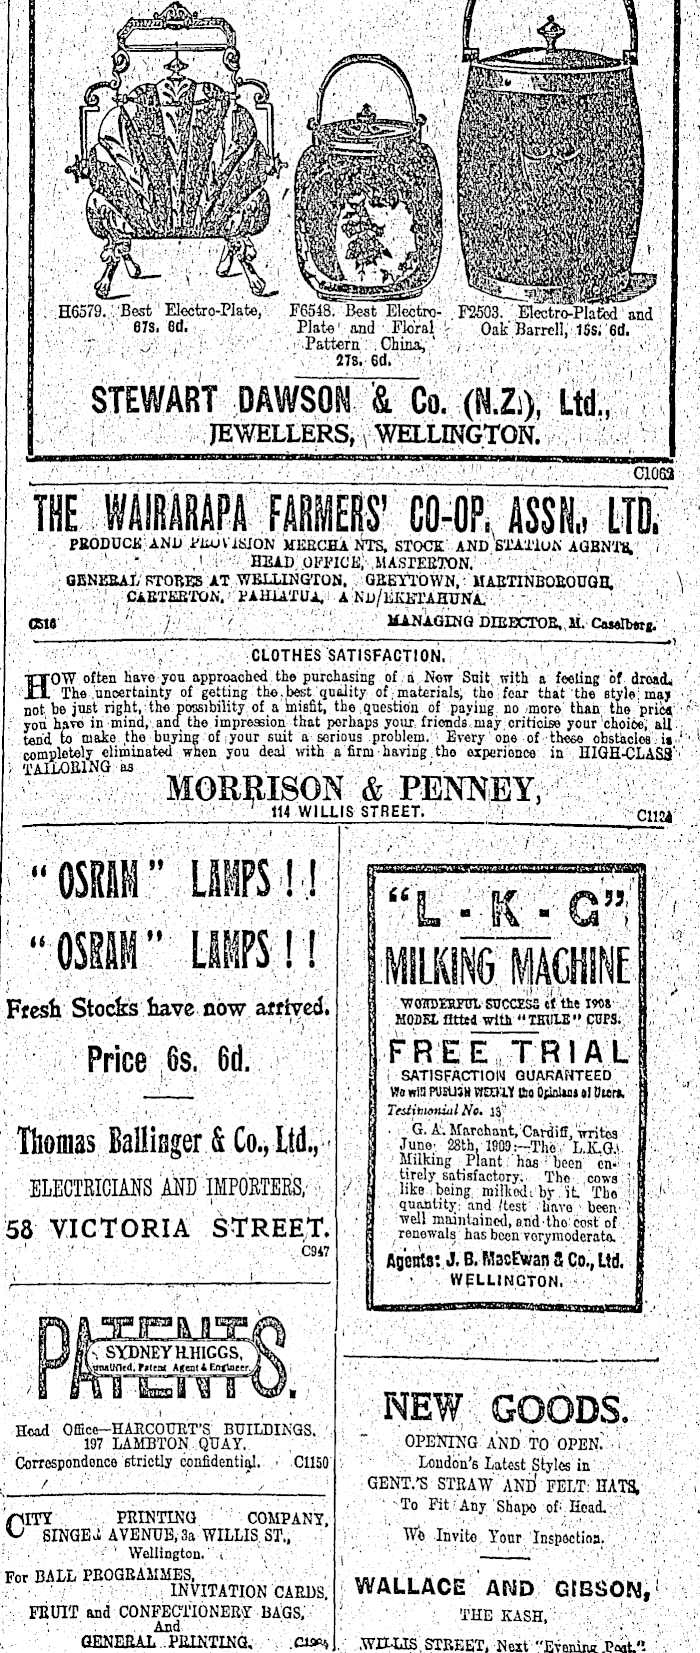 H6579. Best Electro-Plate,
67s. 6d.
F6548. Best Electro-
Plate and Floral
Pattern China,
27s. 6d.
F2503. Electro-Plated and
Oak Barrell, 15s. 6d.
STEWART DAWSON & Co. (N.Z.), Ltd.,
JEWELLERS, WELLINGTON.
C1062
THE WAIRARAPA FARMERS' CO-OP. ASSN., LTD.
PRODUCE AND PROVISION MERCHANTS, STOCK AND STATION AGENTS,
HEAD OFFICE, MASTERTON.
GENERAL STORES AT WELLINGTON, GREYTOWN, MARTINBOROUGH,
CARTERTON, PAHIATUA, AND EKETAHUNA.
C516 MANAGING DIRECTOR, M. Caselberg.
CLOTHES SATISFACTION.
HOW often have you approached the purchasing of a New Suit with a feeling of dread.
The uncertainty of getting the best quality of materials, the fear that the style may
not be just right, the possibility of a misfit, the question of paying no more than the price
you have in mind, and the impression that perhaps your friends may criticise your choice, all
tend to make the buying of your suit a serious problem. Every one of these obstacles is
completely eliminated when you deal with a firm having the experience in HIGH-CLASS
TAILORING as
MORRISON & PENNEY,
114 WILLIS STREET.
"OSRAM" LAMPS!!
"OSRAM" LAMPS!!
Fresh Stocks have now arrived.
Price 6s. 6d.
Thomas Ballinger & Co., Ltd.,
ELECTRICIANS AND IMPORTERS,
58 VICTORIA STREET.
C947
PATENTS.
SYDNEY H. HIGGS,
Patent Agent & Engineer.
Head Office—HARCOURT'S BUILDINGS.
197 LAMBTON QUAY.
Correspondence strictly confidential. C1150
CITY PRINTING COMPANY,
AVENUE, 3a WILLIS ST.,
Wellington.
For BALL PROGRAMMES,
INVITATION CARDS,
FRUIT and CONFECTIONERY BAGS,
And
GENERAL PRINTING.
"L-K-G"
MILKING MACHINE
WONDERFUL SUCCESS of the 1908
MODEL fitted with "THULE" CUPS.
FREE TRIAL
SATISFACTION GUARANTEED
We will PUBLISH WEEKLY the Opinions of Users.
Testimonial No. 13
G. A. Marchant, Cardiff, writes
June 28th, 1909:—The L.K.G.
Milking Plant has been en-
tirely satisfactory. The cows
like being milked by it. The
quantity and test have been
well maintained, and the cost of
renewals has been very moderate.
Agents: J. B. MacEwan & Co., Ltd.
WELLINGTON.
NEW GOODS.
OPENING AND TO OPEN.
London's Latest Styles in
GENT.'S STRAW AND FELT HATS,
To Fit Any Shape of Head.
We Invite Your Inspection.
WALLACE AND GIBSON,
THE KASH,
WILLIS STREET, Next "Evening Post."